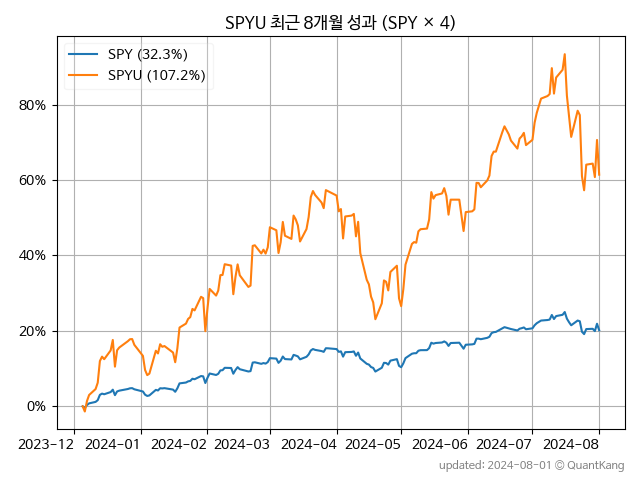 SPYU 최근 8개월 성과 (SPY × 4)
SPY (32.3%)
SPYU (107.2%)
80%
60%
40%
20%
0%
2023-12 2024-01 2024-02 2024-03 2024-04 2024-05 2024-06 2024-07 2024-08
updated: 2024-08-01 © QuantKang